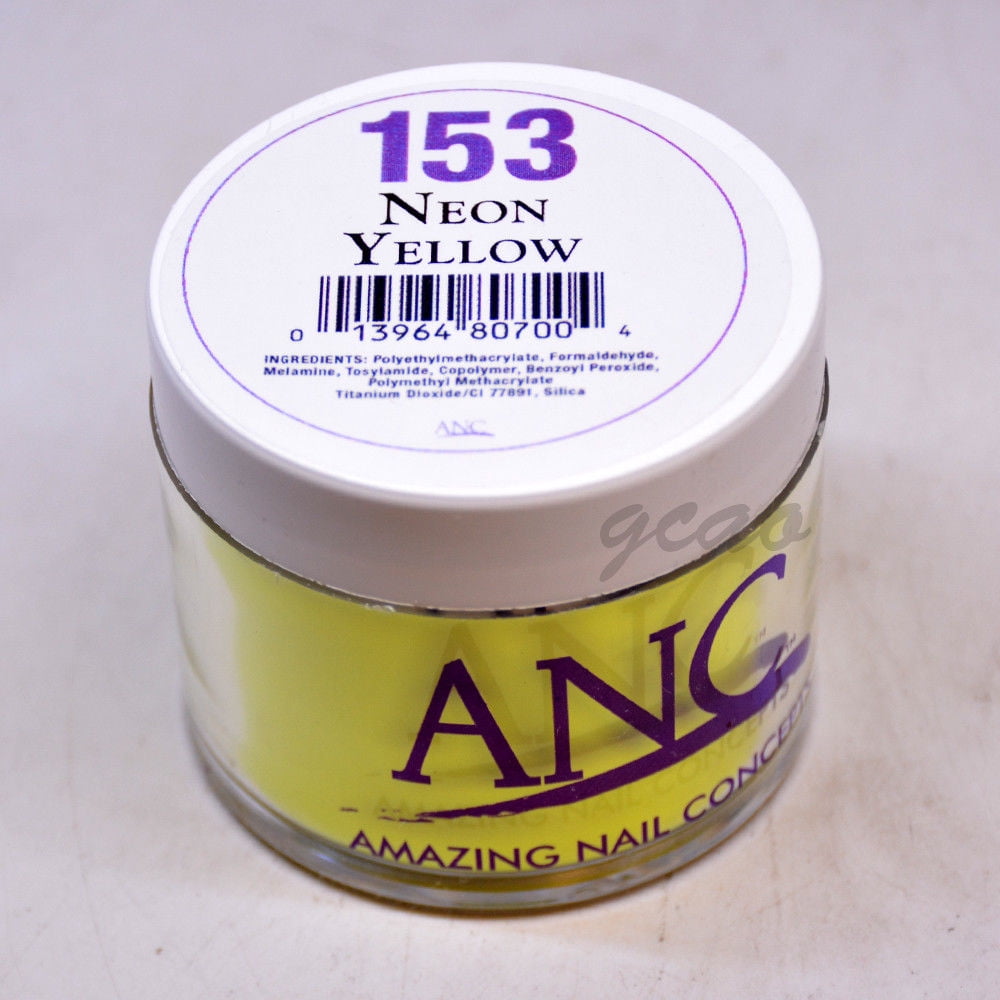 153
NEON
YELLOW
0 13964 80700 4
INGREDIENTS: Polyethylmethacrylate, Formaldehyde,
Melamine, Tosylamide, Copolymer, Benzoyl Peroxide,
Polymethyl Methacrylate
Titanium Dioxide/CI 77891, Silica
ANC
gcao
ANC
AMAZING NAIL CONCEPTS